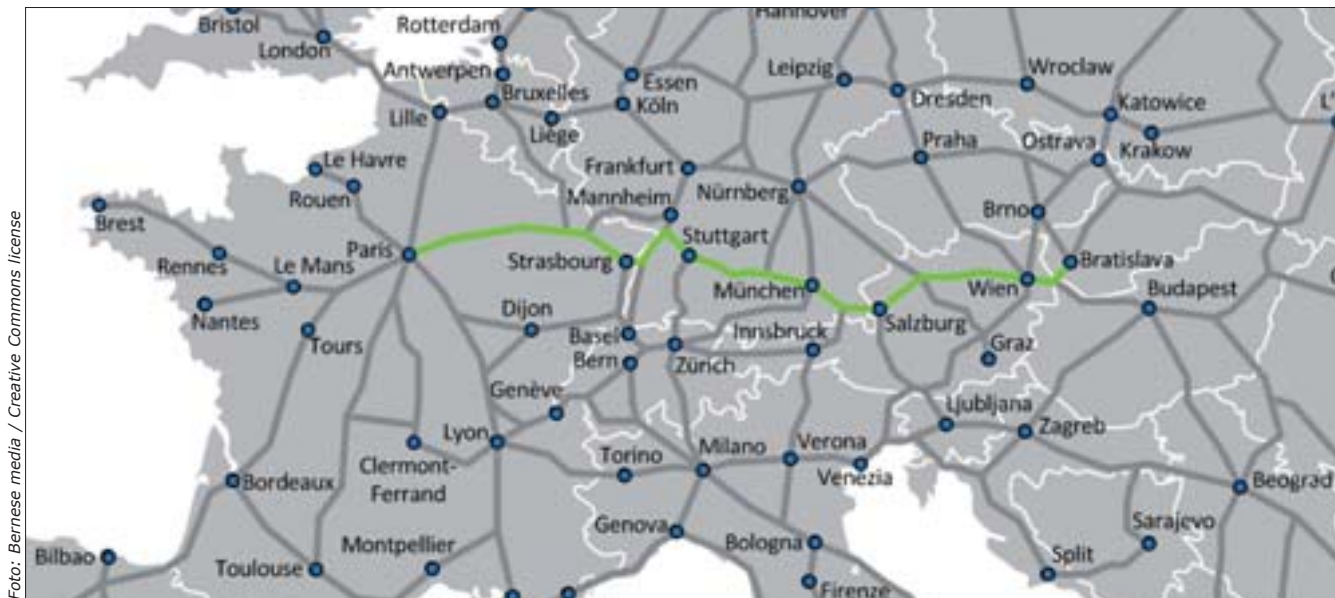 Foto: Bernese media / Creative Commons license
Bristol
London
Rotterdam
Hannover
Antwerpen
Essen
Leipzig
Wroclaw
Bruxelles
Köln
Dresden
Katowice
Lille
Liège
Praha
Ostrava
Krakow
Le Havre
Frankfurt
Nürnberg
Rouen
Mannheim
Brno
Brest
Paris
Strasbourg
Stuttgart
Bratislava
Rennes
Le Mans
München
Wien
Budapest
Nantes
Dijon
Salzburg
Tours
Basel
Innsbruck
Bern
Zürich
Graz
Genève
Ljubljana
Lyon
Zagreb
Milano
Verona
Clermont-
Ferrand
Torino
Venezia
Bordeaux
Beograd
Genova
Sarajevo
Bilbao
Montpellier
Bologna
Toulouse
Split
Firenze